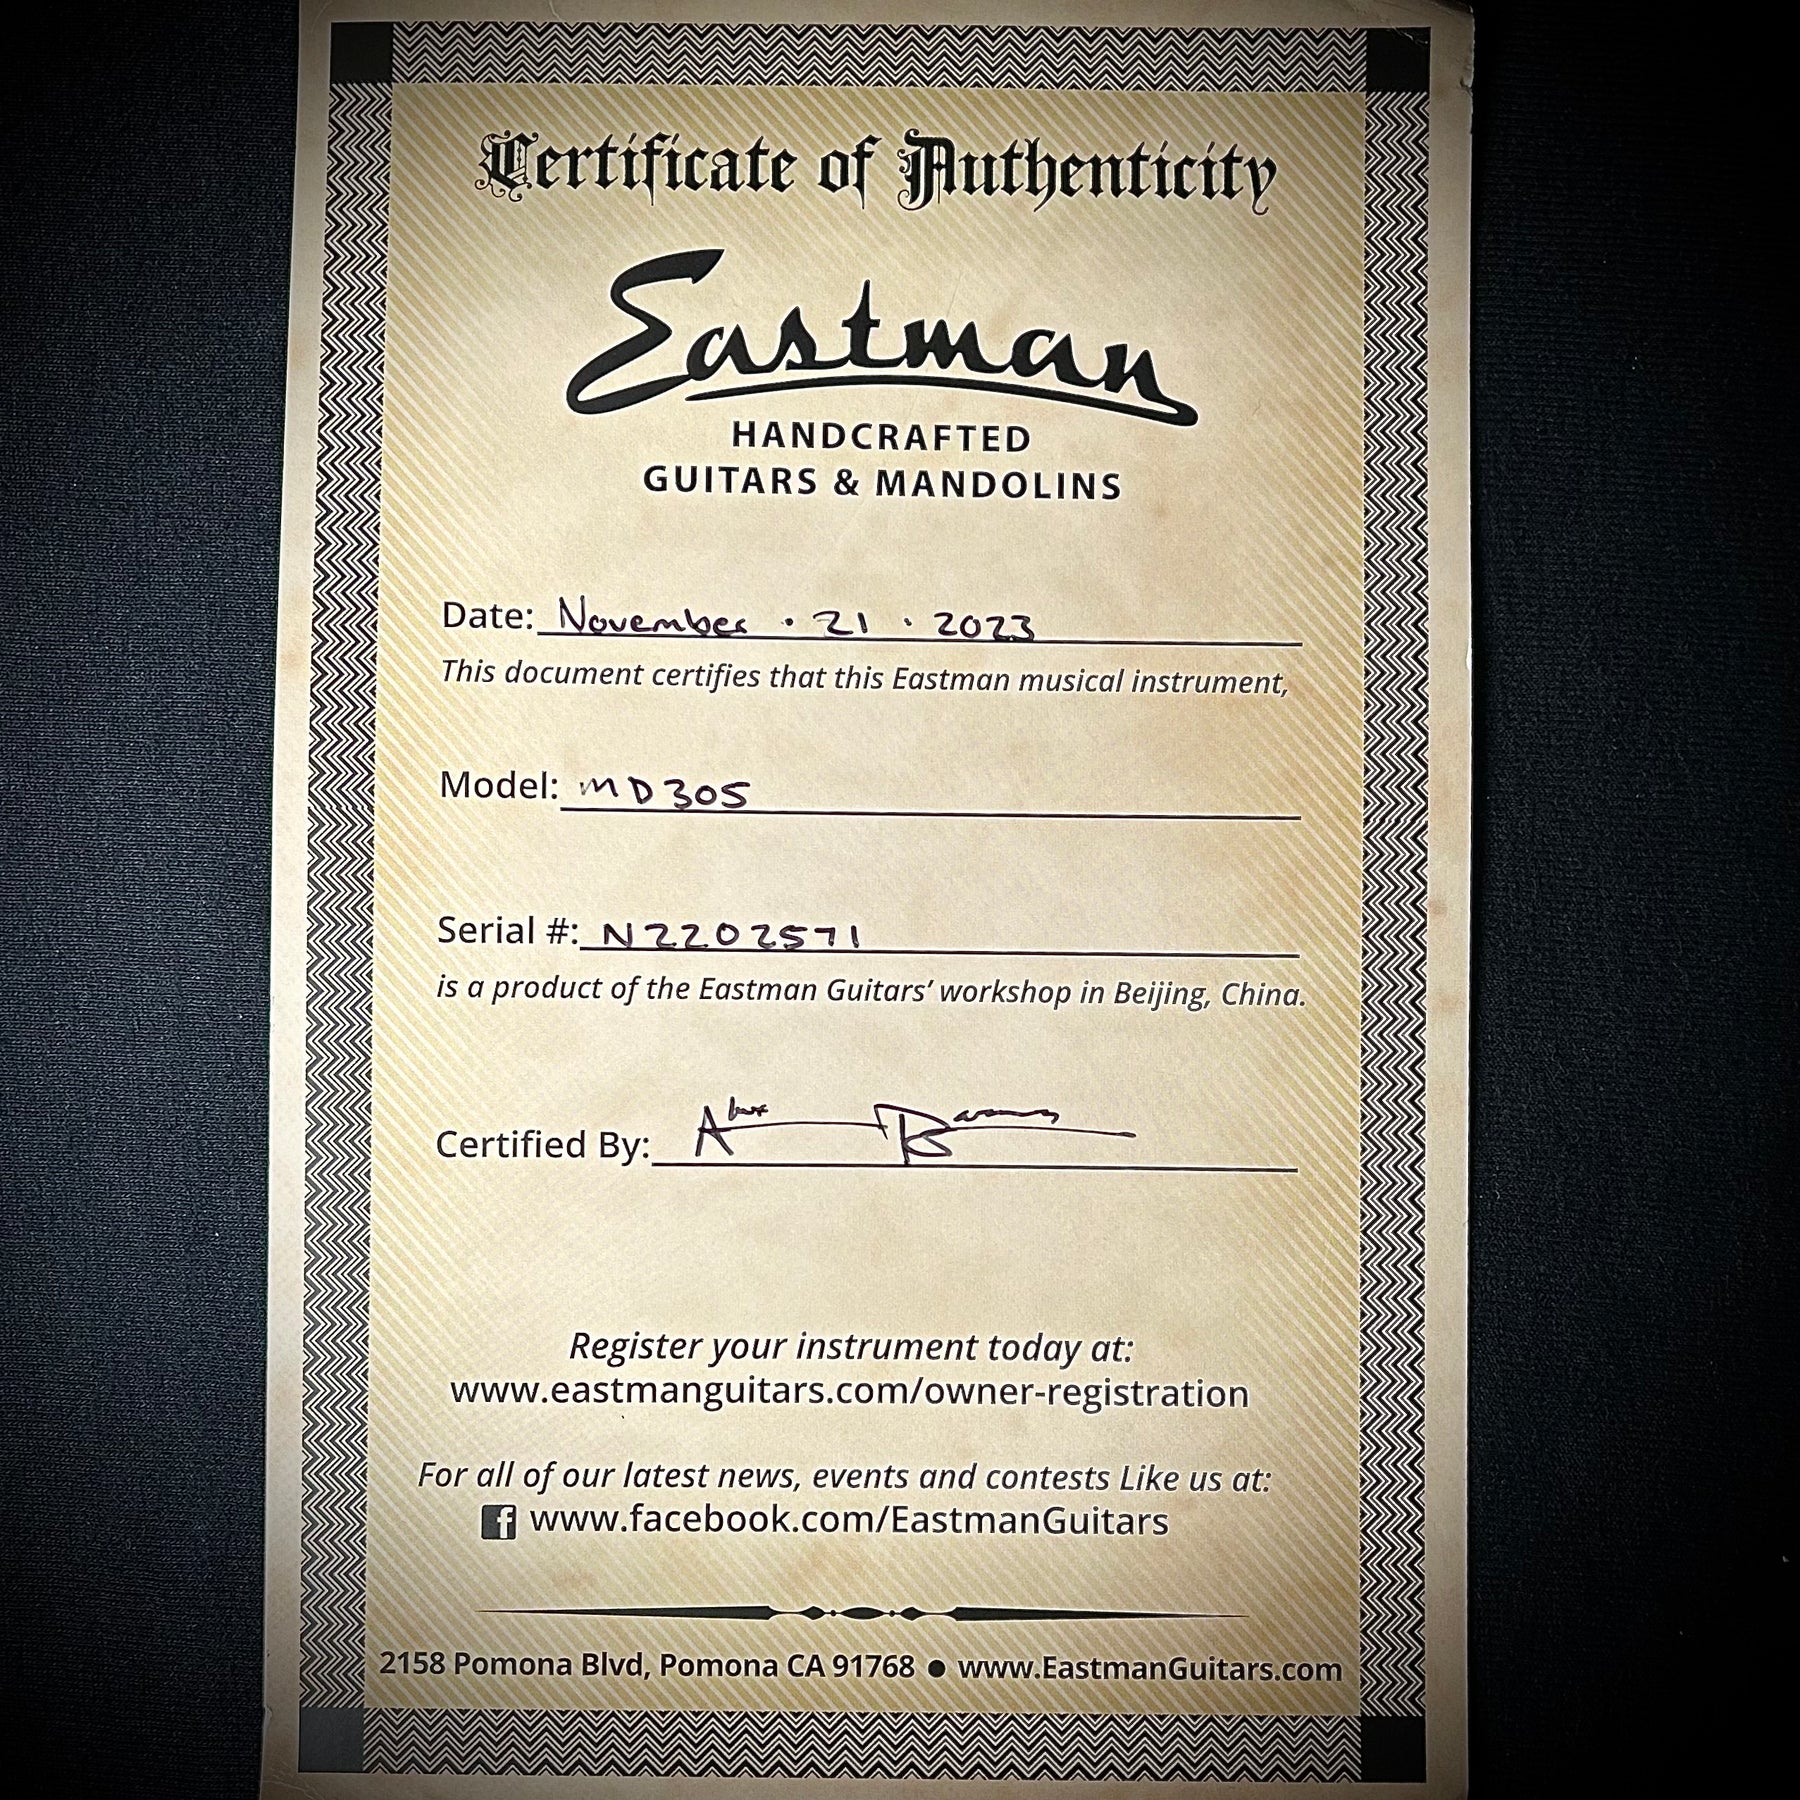 Certificate of Authenticity
Eastman
HANDCRAFTED
GUITARS & MANDOLINS
Date: November · 21 · 2023
This document certifies that this Eastman musical instrument,
Model: MD305
Serial #: N2202571
is a product of the Eastman Guitars’ workshop in Beijing, China.
Certified By: Alex
Register your instrument today at:
www.eastmanguitars.com/owner-registration
For all of our latest news, events and contests Like us at:
f www.facebook.com/EastmanGuitars
2158 Pomona Blvd, Pomona CA 91768 ● www.EastmanGuitars.com